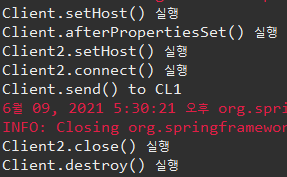 Client.setHost() 실행
Client.afterPropertiesSet() 실행
Client2.setHost() 실행
Client2.connect() 실행
Client.send() to CL1
6월 09, 2021 5:30:21 오후 org.spri
INFO: Closing org.springframewor
Client2.close() 실행
Client.destroy() 실행